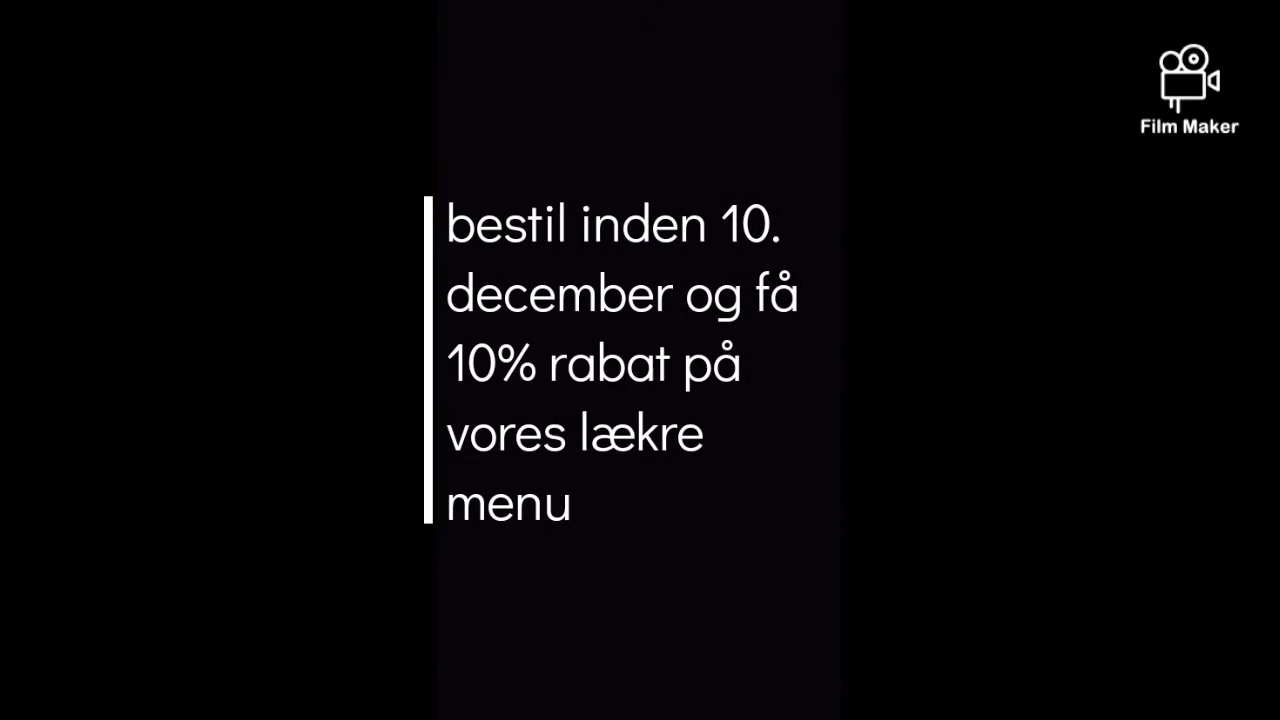 Film Maker
bestil inden 10.
december og få
10% rabat på
vores lækre
menu